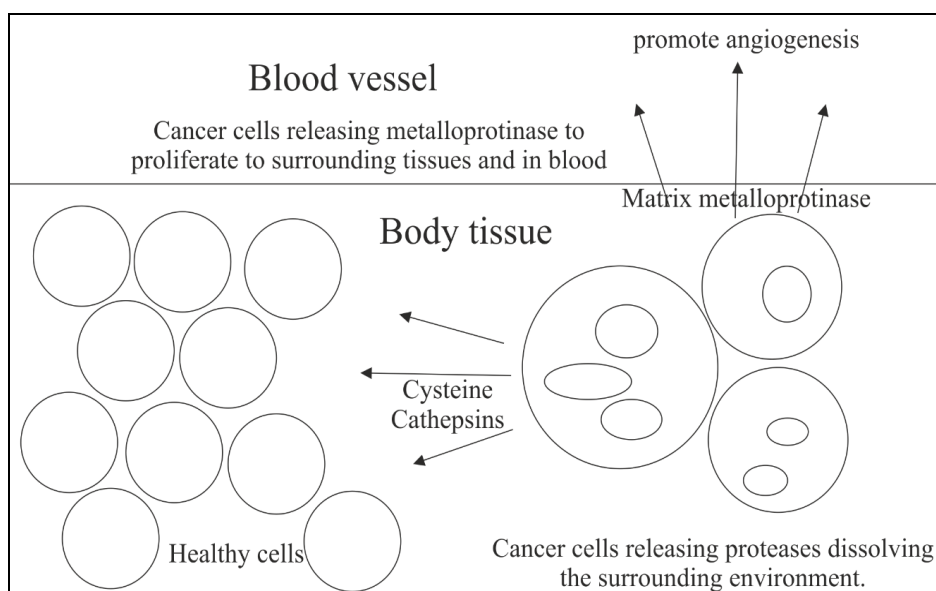 promote angiogenesis
Blood vessel
Cancer cells releasing metalloprotinase to
proliferate to surrounding tissues and in blood
Matrix metalloprotinase
Body tissue
Cysteine
Cathepsins
Healthy cells
Cancer cells releasing proteases dissolving
the surrounding environment.